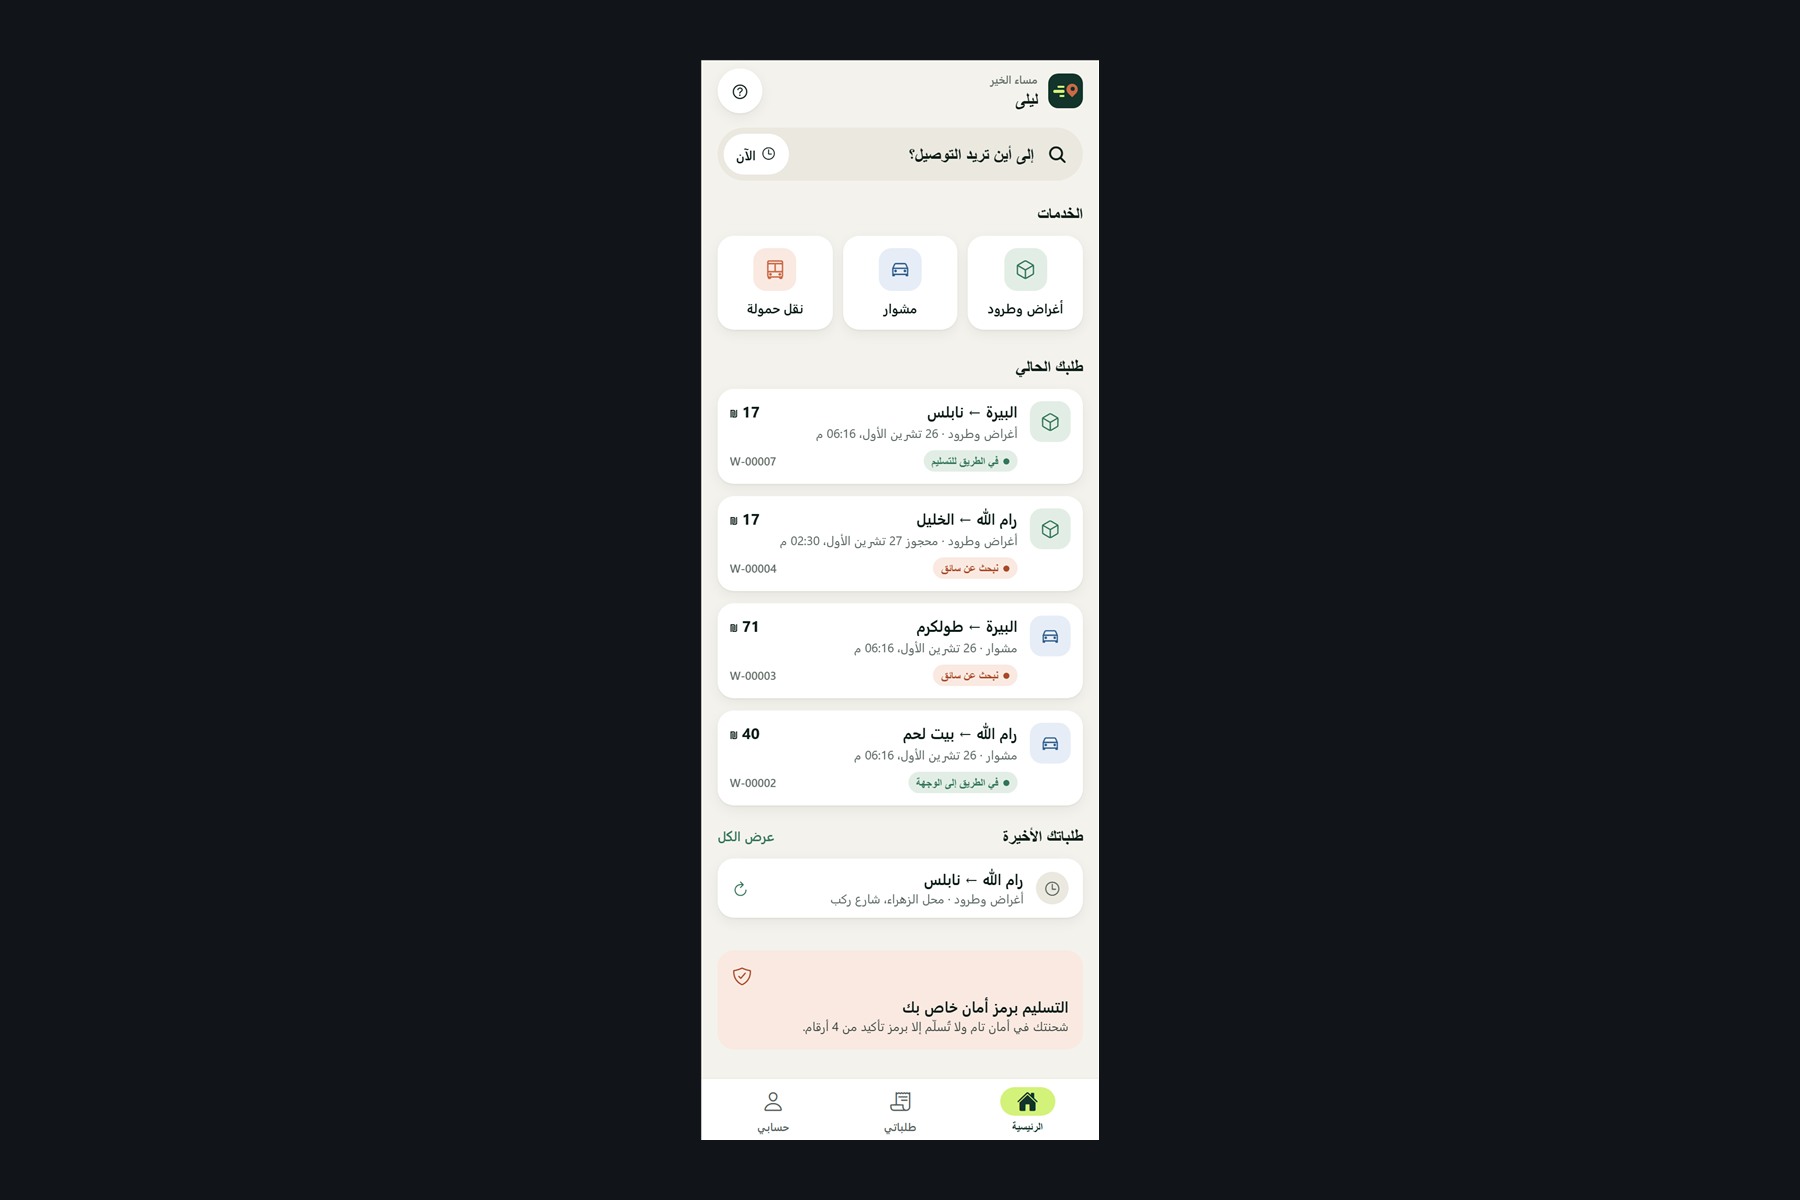 مساء الخير
ليلى
إلى أين تريد التوصيل؟
الآن
الخدمات
أغراض وطرود
مشوار
نقل حمولة
طلبك الحالي
البيرة ← نابلس
17 ₪
أغراض وطرود · 26 تشرين الأول، 06:16 م
في الطريق للتسليم
W-00007
رام الله ← الخليل
17 ₪
أغراض وطرود · محجوز 27 تشرين الأول، 02:30 م
نبحث عن سائق
W-00004
البيرة ← طولكرم
71 ₪
مشوار · 26 تشرين الأول، 06:16 م
نبحث عن سائق
W-00003
رام الله ← بيت لحم
40 ₪
مشوار · 26 تشرين الأول، 06:16 م
في الطريق إلى الوجهة
W-00002
طلباتك الأخيرة
عرض الكل
رام الله ← نابلس
أغراض وطرود · محل الزهراء، شارع ركب
التسليم برمز أمان خاص بك
شحنتك في أمان تام ولا تُسلّم إلا برمز تأكيد من 4 أرقام.
الرئيسية
طلباتي
حسابي